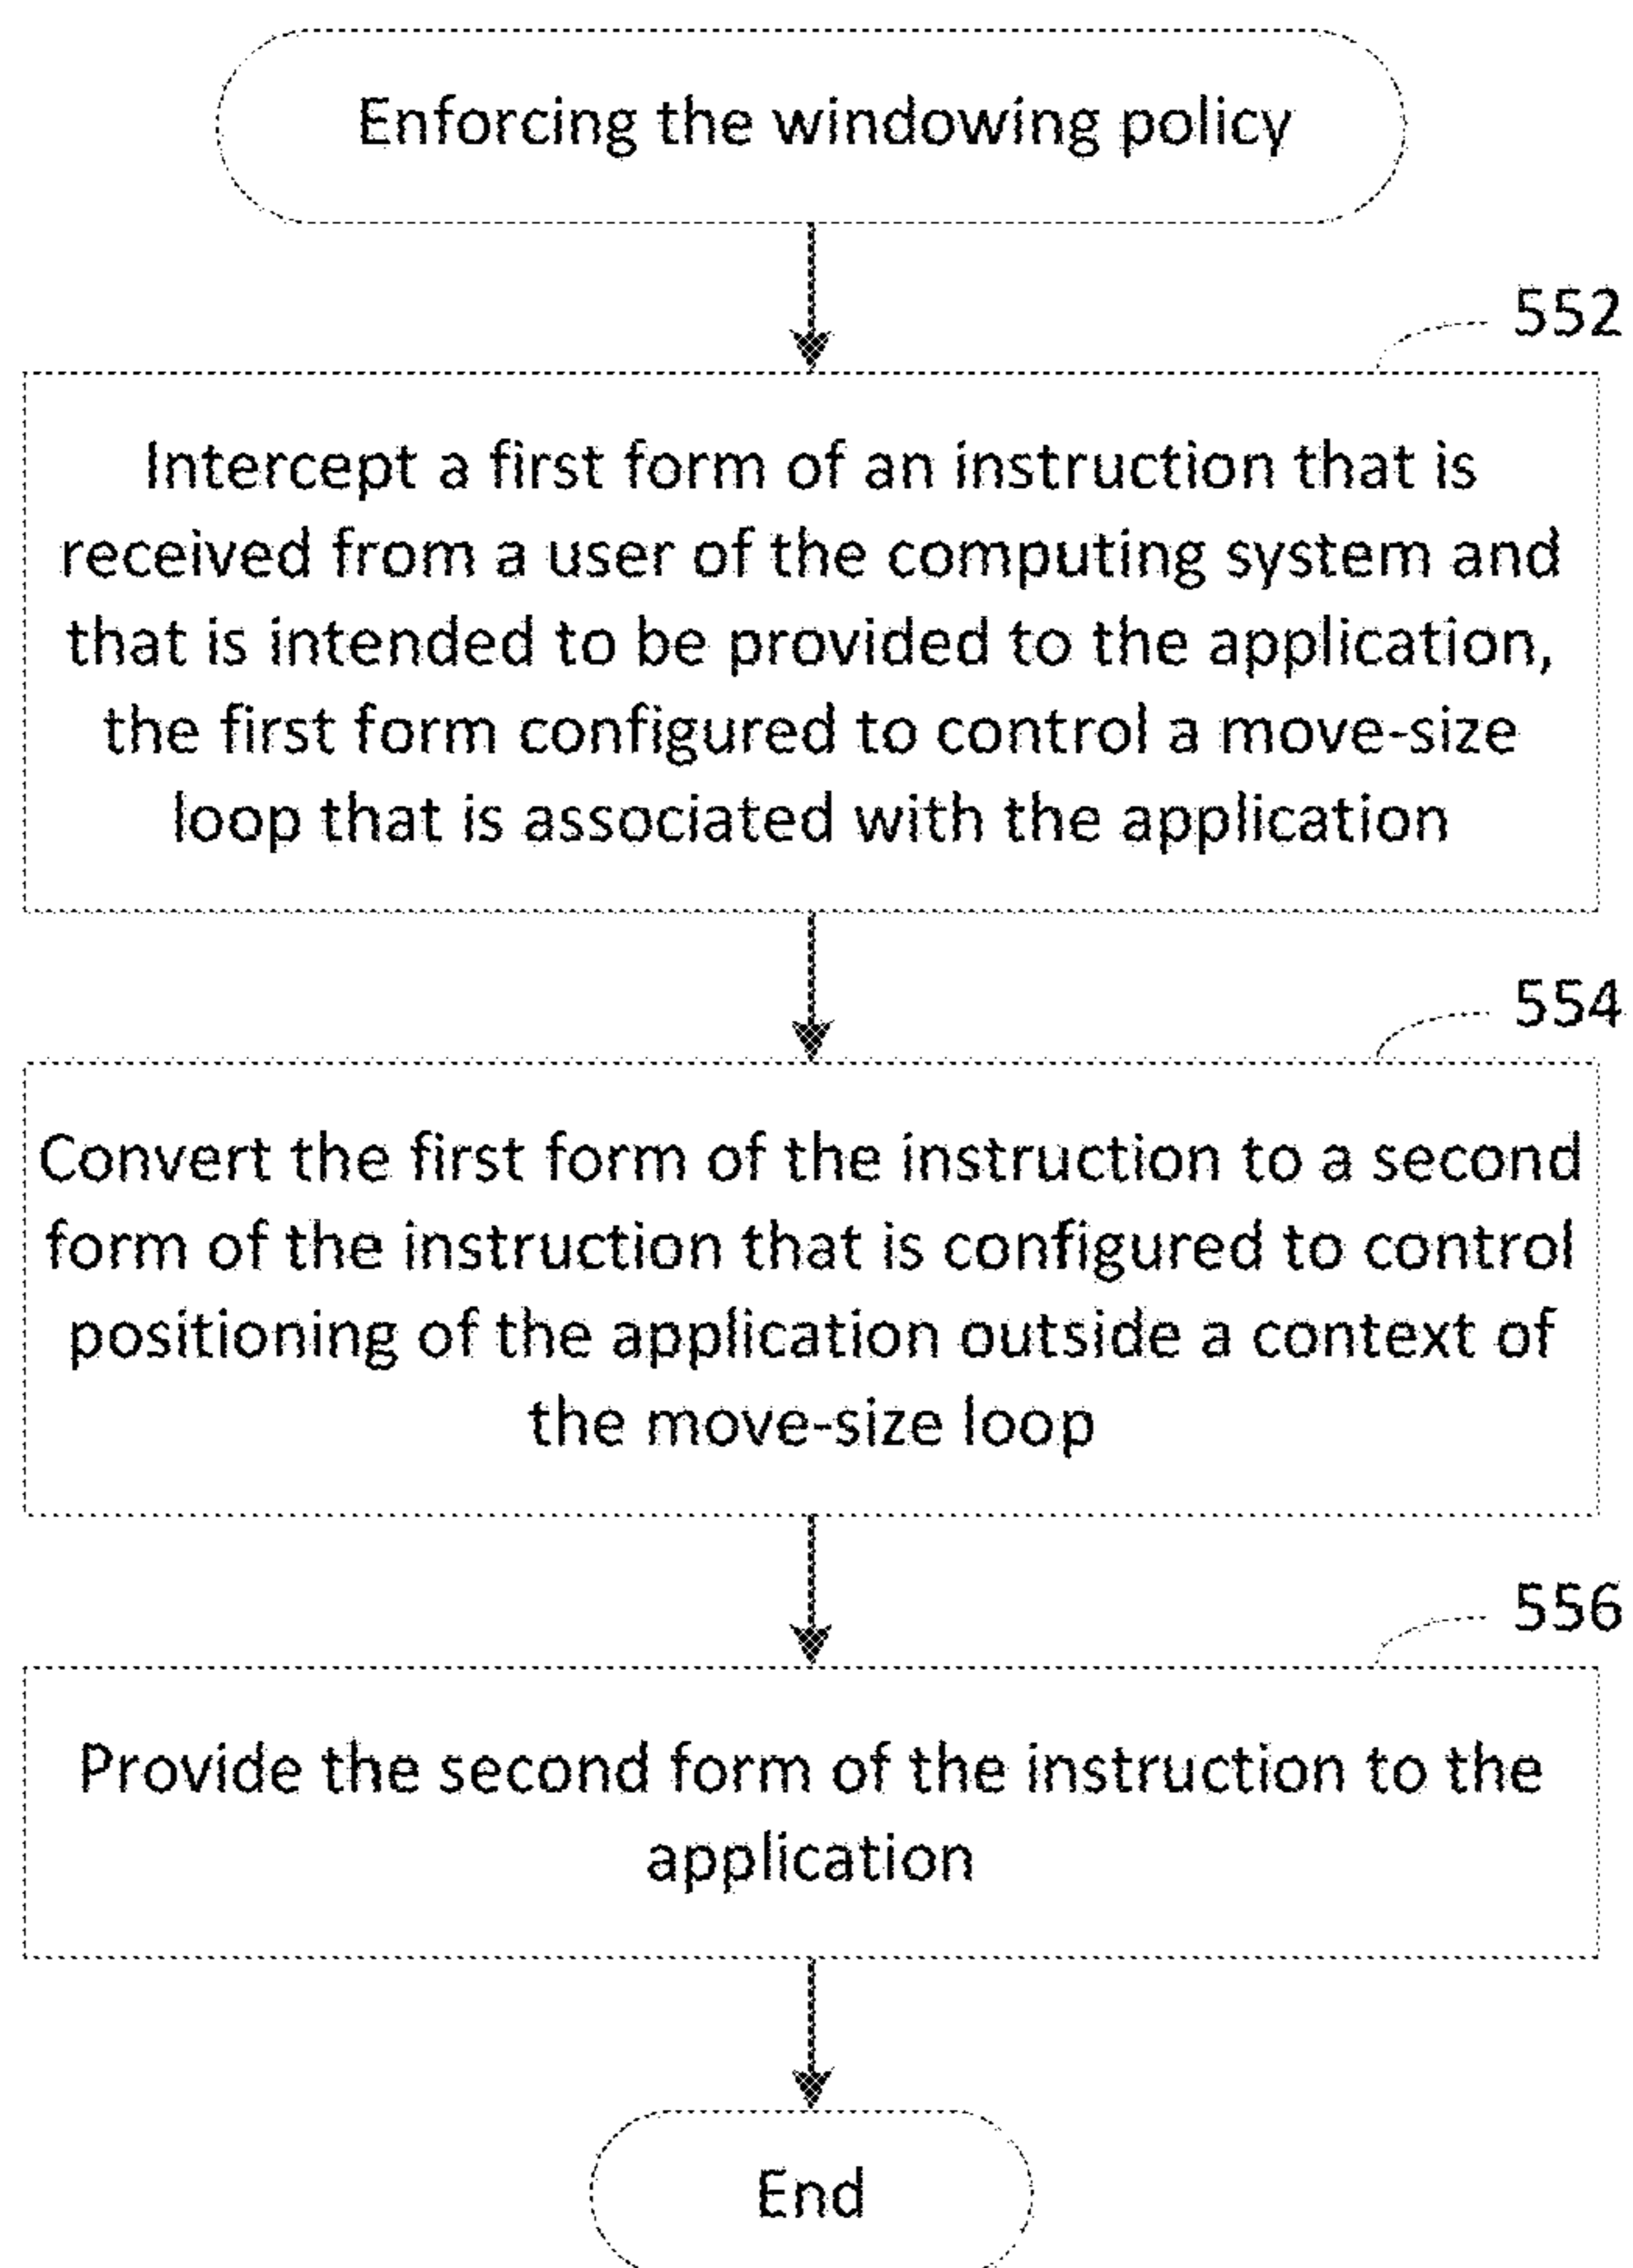 Enforcing the windowing policy
552
Intercept a first form of an instruction that is
received from a user of the computing system and
that is intended to be provided to the application,
the first form configured to control a move-size
loop that is associated with the application
554
Convert the first form of the instruction to a second
form of the instruction that is configured to control
positioning of the application outside a context of
the move-size loop
556
Provide the second form of the instruction to the
application
End